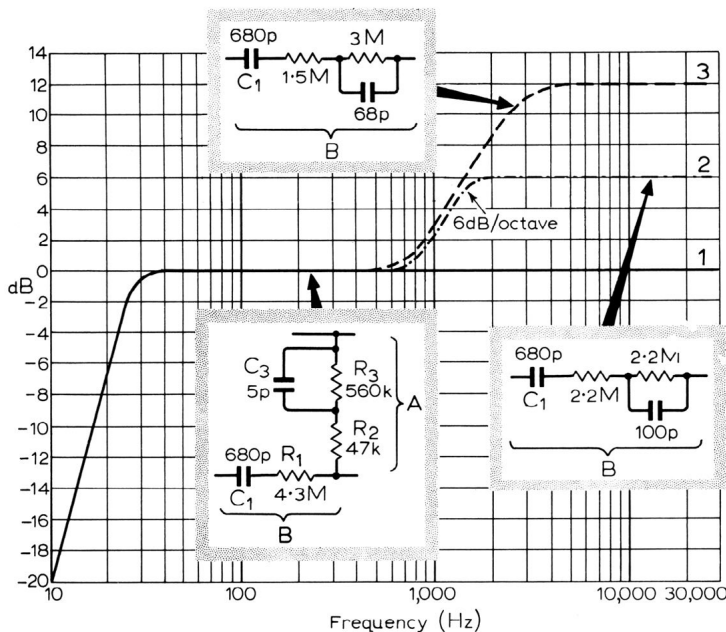 14
12
10
8
6
4
2
0
dB
-2
-4
-6
-8
-10
-12
-14
-16
-18
-20
680p
C1
1·5M
3M
68p
B
3
2
1
6dB/octave
C3
5p
R3
560k
A
R2
47k
680p
C1
R1
4·3M
B
680p
C1
2·2M
2·2M
100p
B
10
100
1,000
10,000
30,000
Frequency (Hz)